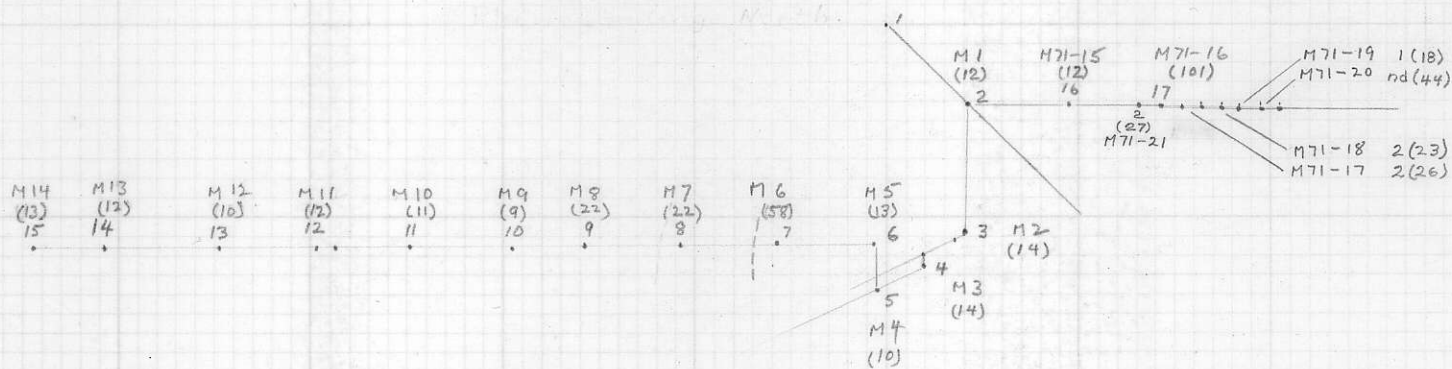 1
M1
(12)
2
M71-15
(12)
16
M71-16
(101)
17
M71-19 1(18)
M71-20 nd(44)
2
(27)
M71-21
M71-18 2(23)
M71-17 2(26)
M14
(13)
15
M13
(12)
14
M12
(10)
13
M11
(12)
12
M10
(11)
11
M9
(9)
10
M8
(22)
9
M7
(22)
8
M6
(58)
7
M5
(13)
6
3
M2
(14)
4
M3
(14)
5
M4
(10)